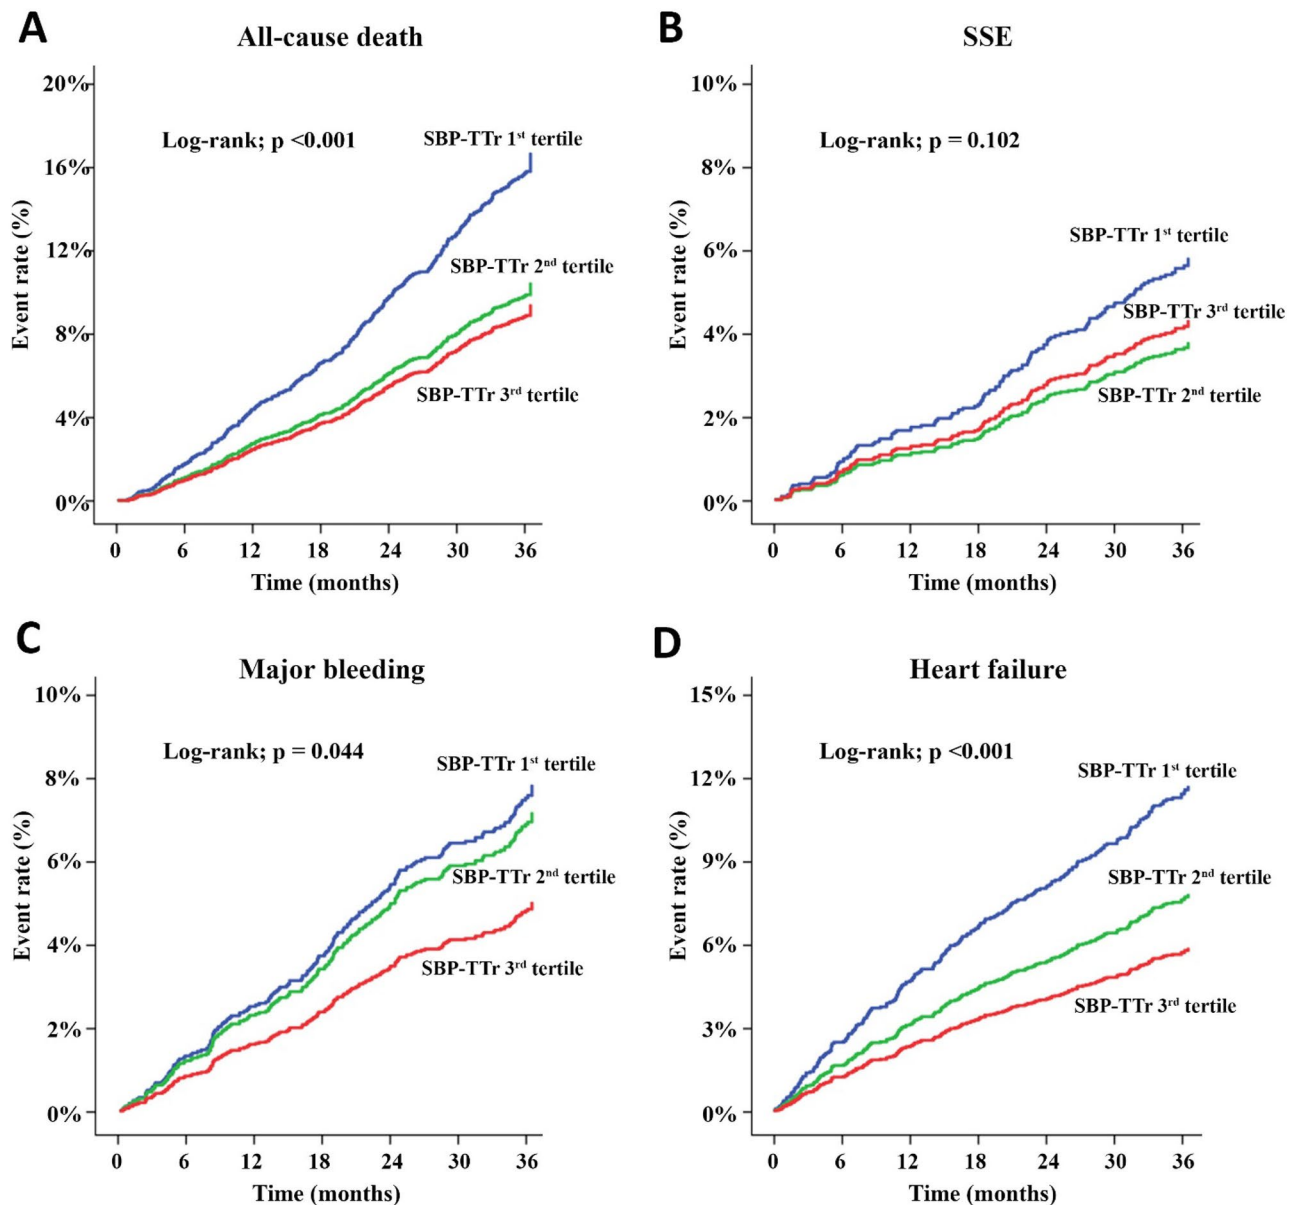 A
All-cause death
20%
16%
12%
8%
4%
0%
Event rate (%)
Log-rank; p <0.001
SBP-TTr 1st tertile
SBP-TTr 2nd tertile
SBP-TTr 3rd tertile
0 6 12 18 24 30 36
Time (months)
B
SSE
10%
8%
6%
4%
2%
0%
Event rate (%)
Log-rank; p = 0.102
SBP-TTr 1st tertile
SBP-TTr 3rd tertile
SBP-TTr 2nd tertile
0 6 12 18 24 30 36
Time (months)
C
Major bleeding
10%
8%
6%
4%
2%
0%
Event rate (%)
Log-rank; p = 0.044
SBP-TTr 1st tertile
SBP-TTr 2nd tertile
SBP-TTr 3rd tertile
0 6 12 18 24 30 36
Time (months)
D
Heart failure
15%
12%
9%
6%
3%
0%
Event rate (%)
Log-rank; p <0.001
SBP-TTr 1st tertile
SBP-TTr 2nd tertile
SBP-TTr 3rd tertile
0 6 12 18 24 30 36
Time (months)